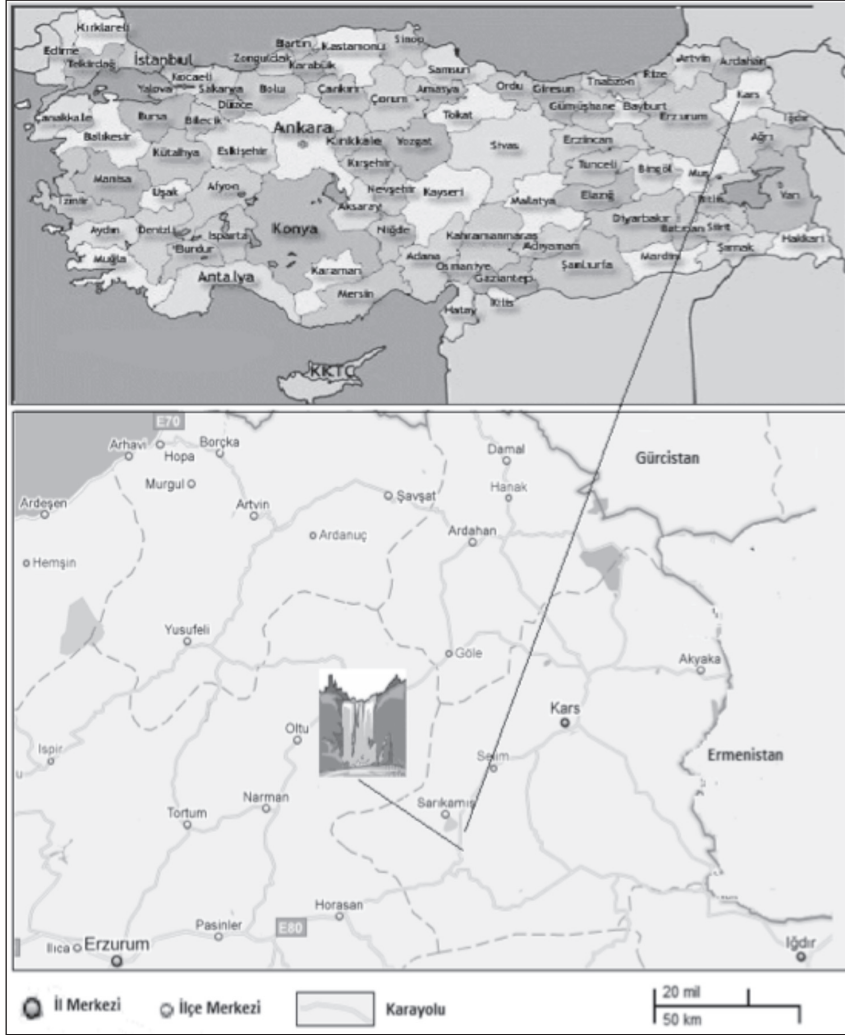 Kırklareli
Edirne
Tekirdağ
İstanbul
Kocaeli
Yalova
Sakarya
Düzce
Bolu
Zonguldak
Bartın
Karabük
Kastamonu
Sinop
Çankırı
Çorum
Samsun
Amasya
Tokat
Ordu
Giresun
Trabzon
Rize
Artvin
Ardahan
Kars
Gümüşhane
Bayburt
Erzurum
Iğdır
Ağrı
Çanakkale
Balıkesir
Bursa
Bilecik
Kütahya
Eskişehir
Ankara
Kırıkkale
Kırşehir
Yozgat
Sivas
Erzincan
Tunceli
Bingöl
Muş
Van
Manisa
İzmir
Uşak
Afyon
Nevşehir
Aksaray
Kayseri
Malatya
Elazığ
Diyarbakır
Bitlis
Batman
Siirt
Aydın
Denizli
Isparta
Burdur
Konya
Niğde
Kahramanmaraş
Adıyaman
Mardin
Şırnak
Hakkari
Muğla
Antalya
Karaman
Mersin
Adana
Osmaniye
Gaziantep
Şanlıurfa
Hatay
Kilis
KKTC
E70
Arhavi
Hopa
Borçka
Murgul
Artvin
Ardeşen
Hemşin
Şavşat
Ardanuç
Damal
Hanak
Ardahan
Gürcistan
Yusufeli
Göle
Akyaka
Kars
Ermenistan
Oltu
Selim
İspir
u
Sarıkamış
Narman
Tortum
Horasan
E80
Pasinler
Ilıca
Erzurum
Iğdır
İl Merkezi
İlçe Merkezi
Karayolu
20 mil
50 km